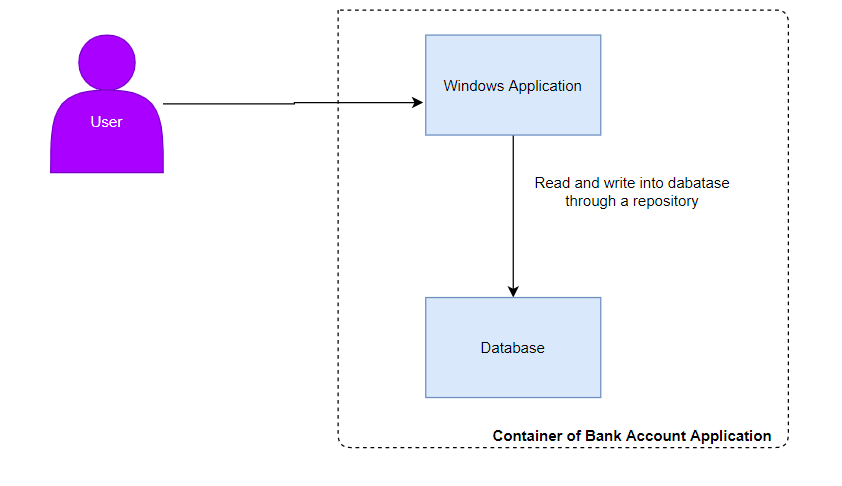 Windows Application
User
Read and write into dabatase
through a repository
Database
Container of Bank Account Application